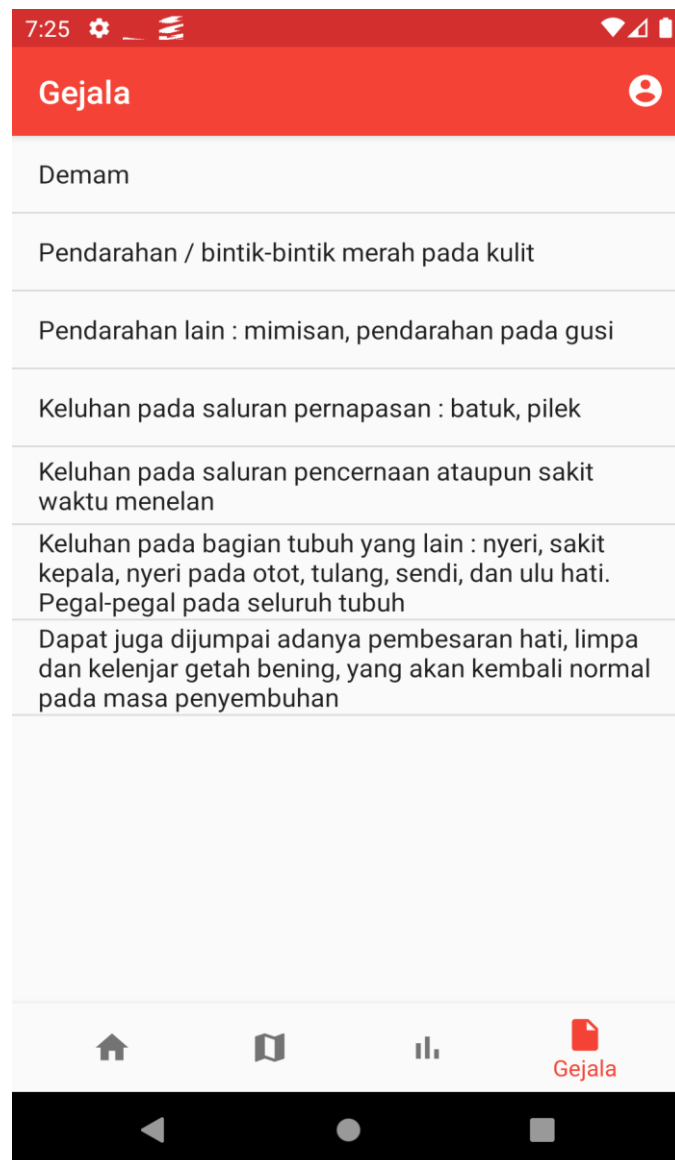 7:25
Gejala
Demam
Pendarahan / bintik-bintik merah pada kulit
Pendarahan lain : mimisan, pendarahan pada gusi
Keluhan pada saluran pernapasan : batuk, pilek
Keluhan pada saluran pencernaan ataupun sakit
waktu menelan
Keluhan pada bagian tubuh yang lain : nyeri, sakit
kepala, nyeri pada otot, tulang, sendi, dan ulu hati.
Pegal-pegal pada seluruh tubuh
Dapat juga dijumpai adanya pembesaran hati, limpa
dan kelenjar getah bening, yang akan kembali normal
pada masa penyembuhan
Gejala